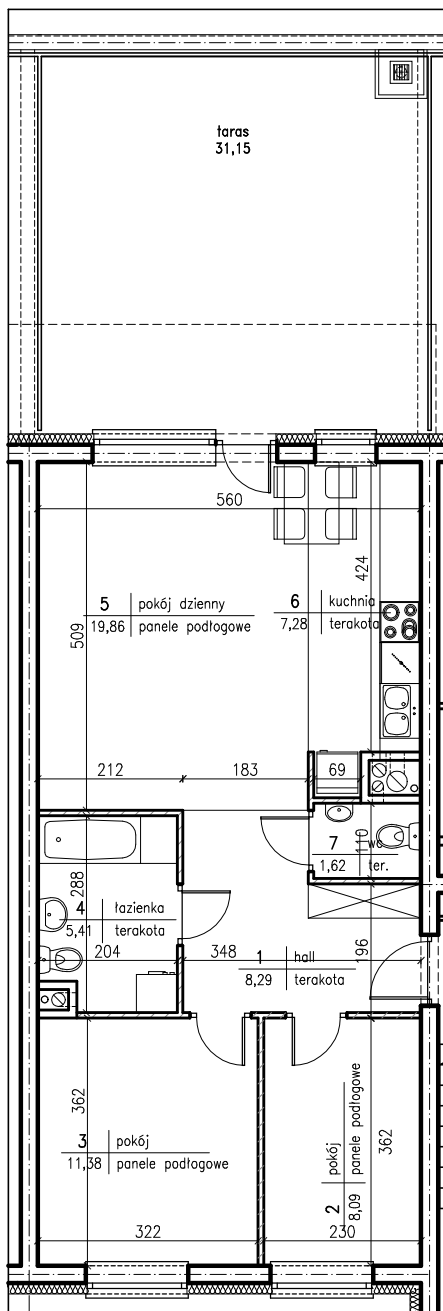 taras
31,15
560
424
5 pokój dzienny
19,86 panele podłogowe
6 kuchnia
7,28 terakota
509
212
183
69
7 wc
1,62 ter.
110
288
4 łazienka
5,41 terakota
204
348
1 hall
8,29 terakota
196
362
3 pokój
11,38 panele podłogowe
2 pokój
8,09 panele podłogowe
362
322
230